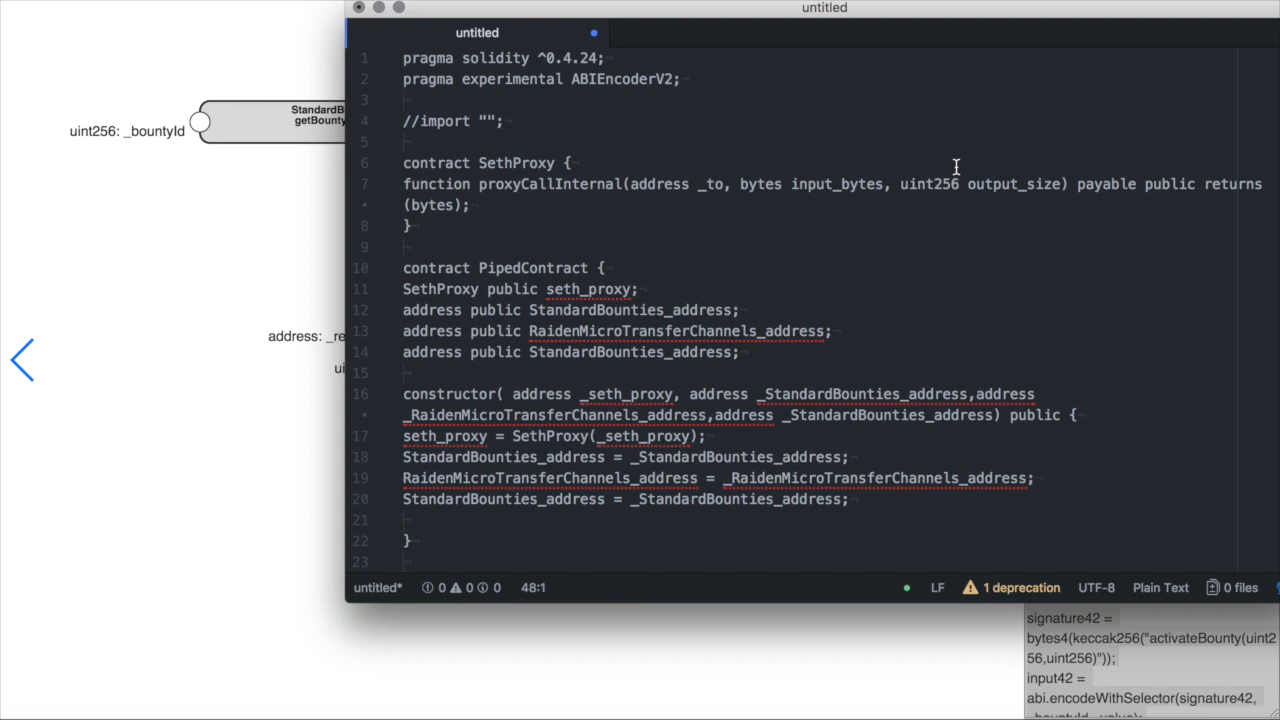 untitled
untitled
1 pragma solidity ^0.4.24;
2 pragma experimental ABIEncoderV2;
3
4 //import "";
5
6 contract SethProxy {
7 function proxyCallInternal(address _to, bytes input_bytes, uint256 output_size) payable public returns
(bytes);
8 }
9
10 contract PipedContract {
11 SethProxy public seth_proxy;
12 address public StandardBounties_address;
13 address public RaidenMicroTransferChannels_address;
14 address public StandardBounties_address;
15
16 constructor( address _seth_proxy, address _StandardBounties_address,address
_RaidenMicroTransferChannels_address,address _StandardBounties_address) public {
17 seth_proxy = SethProxy(_seth_proxy);
18 StandardBounties_address = _StandardBounties_address;
19 RaidenMicroTransferChannels_address = _RaidenMicroTransferChannels_address;
20 StandardBounties_address = _StandardBounties_address;
21
22 }
23
untitled* 0 0 0 48:1 LF 1 deprecation UTF-8 Plain Text 0 files
StandardB
getBounty
uint256: _bountyId
address: _re
ui
signature42 =
bytes4(keccak256("activateBounty(uint2
56,uint256)"));
input42 =
abi.encodeWithSelector(signature42,
_bountyId, _value);